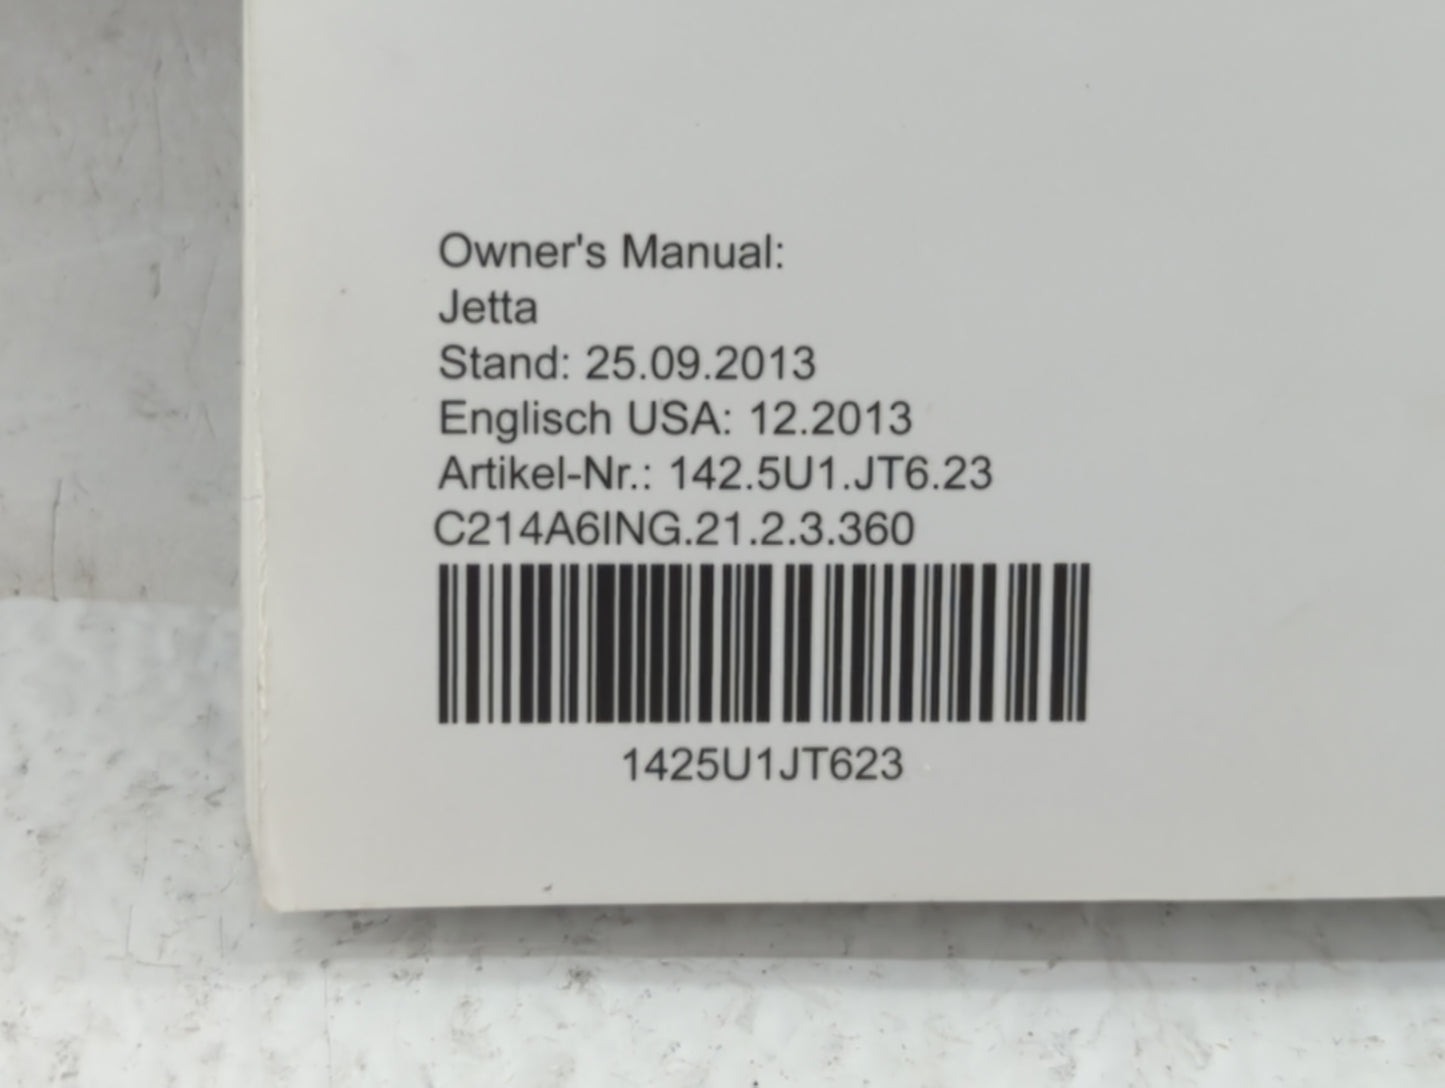 Owner's Manual:
Jetta
Stand: 25.09.2013
Englisch USA: 12.2013
Artikel-Nr.: 142.5U1.JT6.23
C214A6ING.21.2.3.360
1425U1JT623